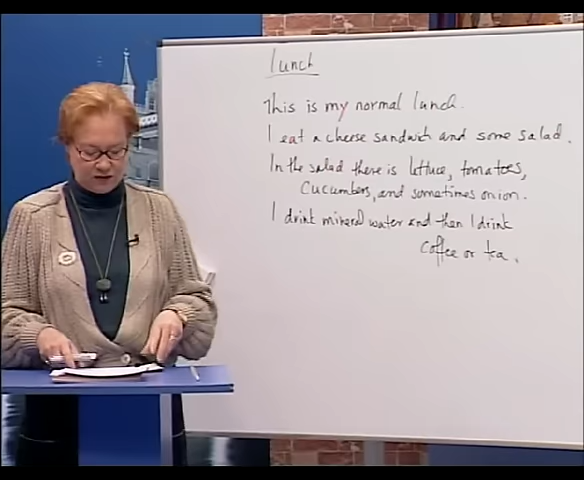 lunch
This is my normal lunch.
I eat a cheese sandwich and some salad.
In the salad there is lettuce, tomatoes,
cucumbers, and sometimes onion.
I drink mineral water and then I drink
coffee or tea.